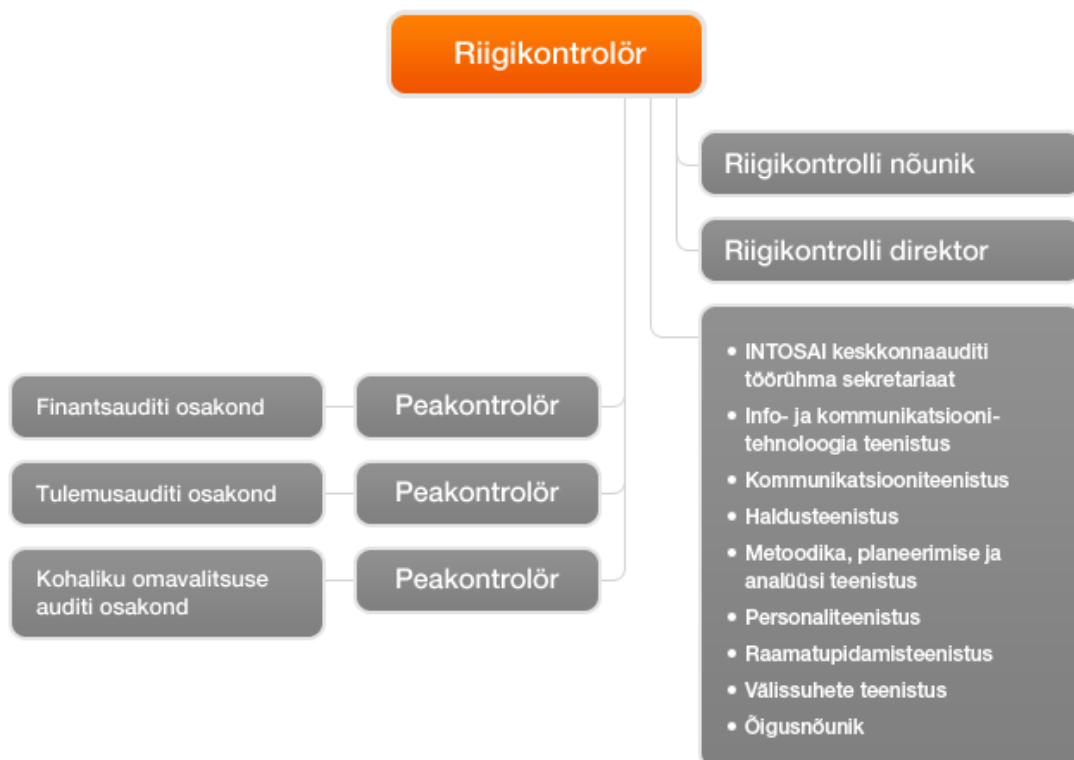 Riigikontrolör
Riigikontrolli nõunik
Riigikontrolli direktor
• INTOSAI keskkonnaauditi
töörühma sekretariaat
• Info- ja kommunikatsiooni-
tehnoloogia teenistus
• Kommunikatsiooniteenistus
• Haldusteenistus
• Metoodika, planeerimise ja
analüüsi teenistus
• Personaliteenistus
• Raamatupidamisteenistus
• Välissuhete teenistus
• Õigusnõunik
Finantsauditi osakond
Peakontrolör
Tulemusauditi osakond
Peakontrolör
Kohaliku omavalitsuse
auditi osakond
Peakontrolör